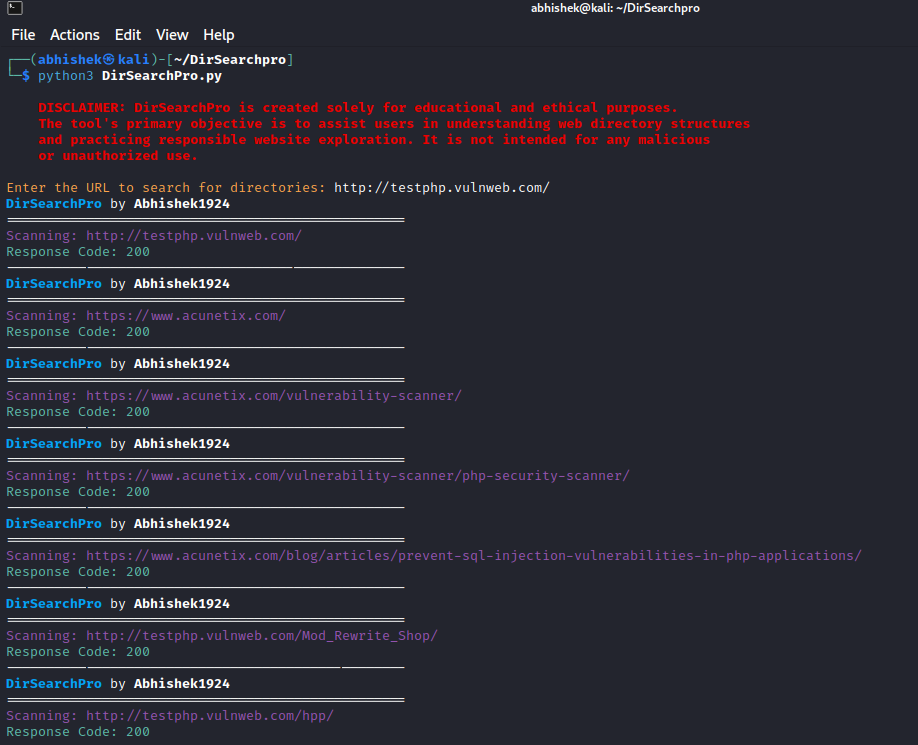 abhishek@kali: ~/DirSearchpro
File Actions Edit View Help
(abhishek㉿kali)-[~/DirSearchpro]
$ python3 DirSearchPro.py
DISCLAIMER: DirSearchPro is created solely for educational and ethical purposes.
The tool's primary objective is to assist users in understanding web directory structures
and practicing responsible website exploration. It is not intended for any malicious
or unauthorized use.
Enter the URL to search for directories: http://testphp.vulnweb.com/
DirSearchPro by Abhishek1924
Scanning: http://testphp.vulnweb.com/
Response Code: 200
DirSearchPro by Abhishek1924
Scanning: https://www.acunetix.com/
Response Code: 200
DirSearchPro by Abhishek1924
Scanning: https://www.acunetix.com/vulnerability-scanner/
Response Code: 200
DirSearchPro by Abhishek1924
Scanning: https://www.acunetix.com/vulnerability-scanner/php-security-scanner/
Response Code: 200
DirSearchPro by Abhishek1924
Scanning: https://www.acunetix.com/blog/articles/prevent-sql-injection-vulnerabilities-in-php-applications/
Response Code: 200
DirSearchPro by Abhishek1924
Scanning: http://testphp.vulnweb.com/Mod_Rewrite_Shop/
Response Code: 200
DirSearchPro by Abhishek1924
Scanning: http://testphp.vulnweb.com/hpp/
Response Code: 200